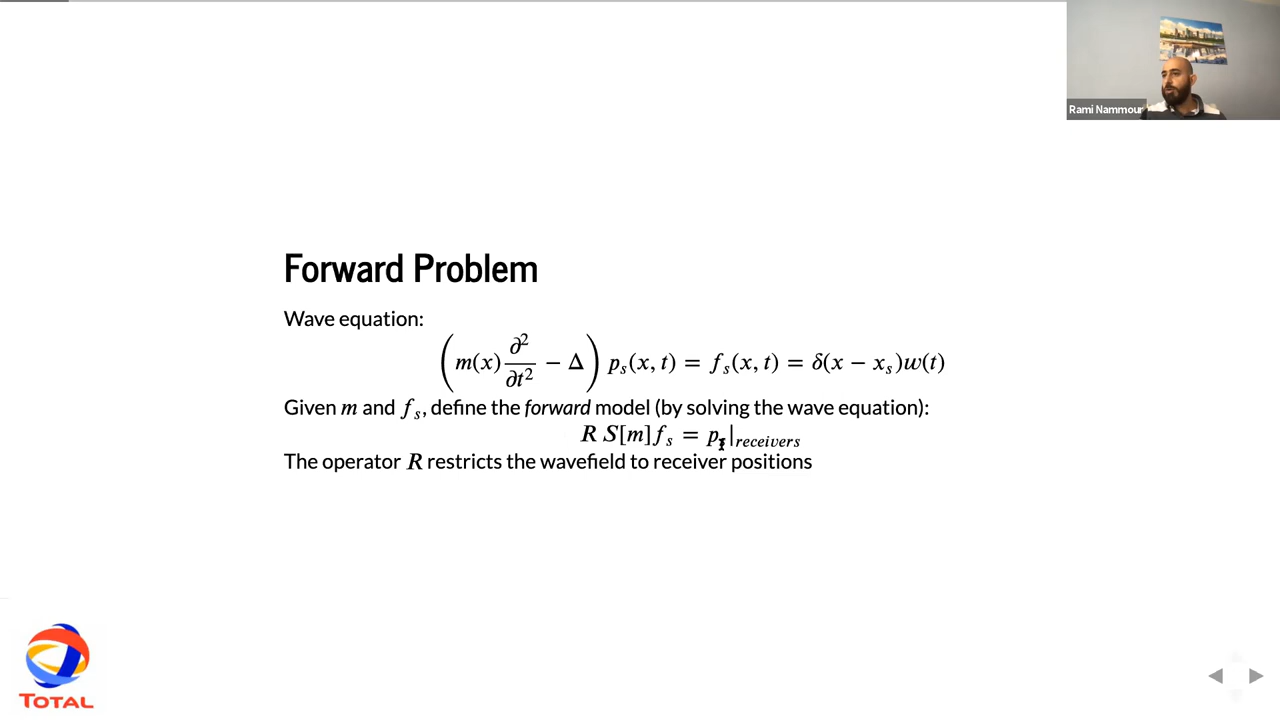 Rami Nammour
Forward Problem
Wave equation:
(m(x) ∂²/∂t² − Δ) pₛ(x, t) = fₛ(x, t) = δ(x − xₛ)w(t)
Given m and fₛ, define the forward model (by solving the wave equation):
R S[m]fₛ = pₛ|receivers
The operator R restricts the wavefield to receiver positions
TOTAL